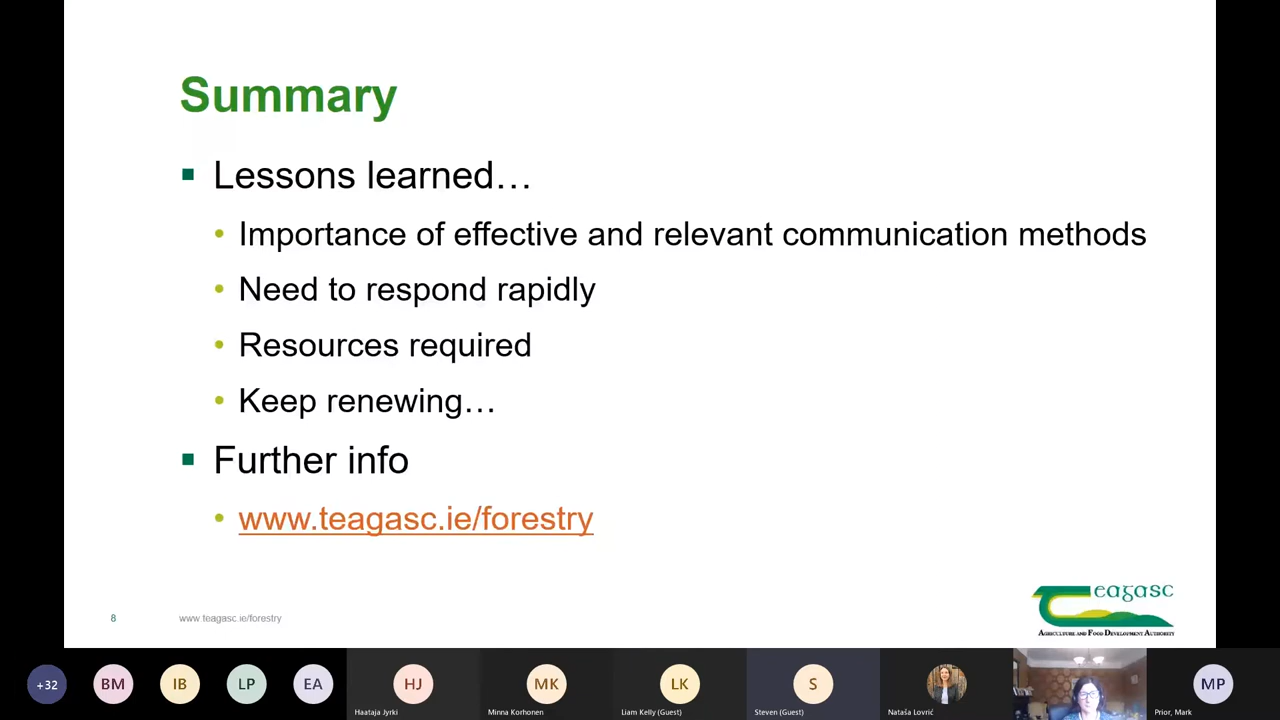 Summary
Lessons learned…
Importance of effective and relevant communication methods
Need to respond rapidly
Resources required
Keep renewing…
Further info
www.teagasc.ie/forestry
8
www.teagasc.ie/forestry
eagasc
AGRICULTURE AND FOOD DEVELOPMENT AUTHORITY
+32
BM
IB
LP
EA
HJ
MK
LK
S
MP
Haataja Jyrki
Minna Korhonen
Liam Kelly (Guest)
Steven (Guest)
Nataša Lovrić
Prior, Mark